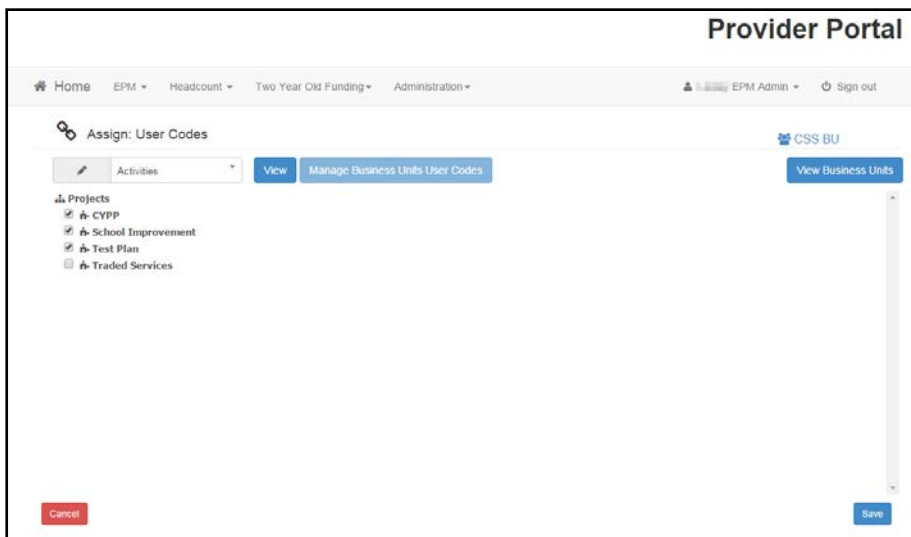 Provider Portal
Home EPM Headcount Two Year Old Funding Administration EPM Admin Sign out
Assign: User Codes
CSS BU
Activities View Manage Business Units User Codes View Business Units
Projects
CYPP
School Improvement
Test Plan
Traded Services
Cancel Save